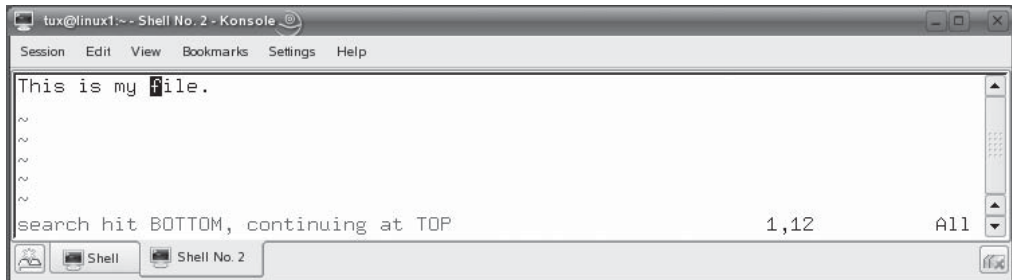 tux@linux1:~ - Shell No. 2 - Konsole
Session Edit View Bookmarks Settings Help
This is my file.
~
~
~
~
~
search hit BOTTOM, continuing at TOP 1,12 All
Shell Shell No. 2